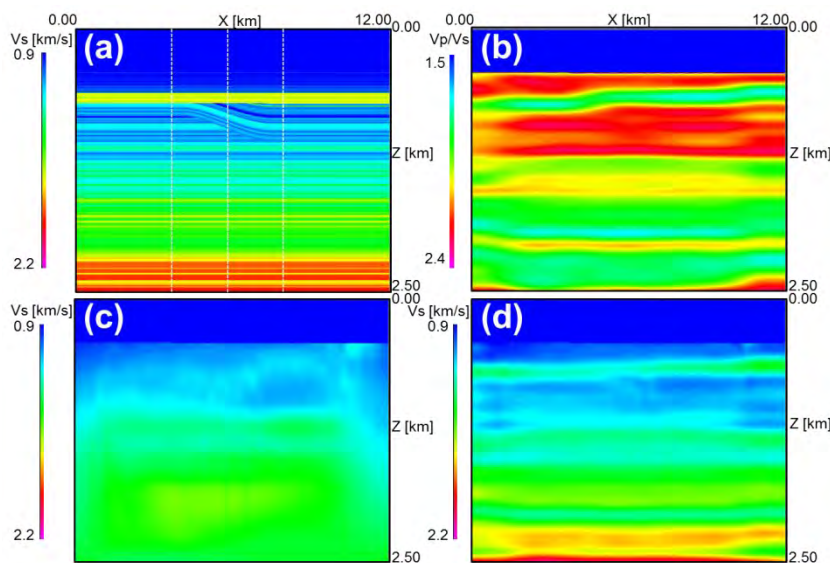 0.00 X [km] 12.00
0.00
Vs [km/s]
0.9
(a)
Z [km]
2.2
2.50
0.00 X [km] 12.00
0.00
Vp/Vs
1.5
(b)
Z [km]
2.4
2.50
0.00
Vs [km/s]
0.9
(c)
Z [km]
2.2
2.50
0.00
Vs [km/s]
0.9
(d)
Z [km]
2.2
2.50